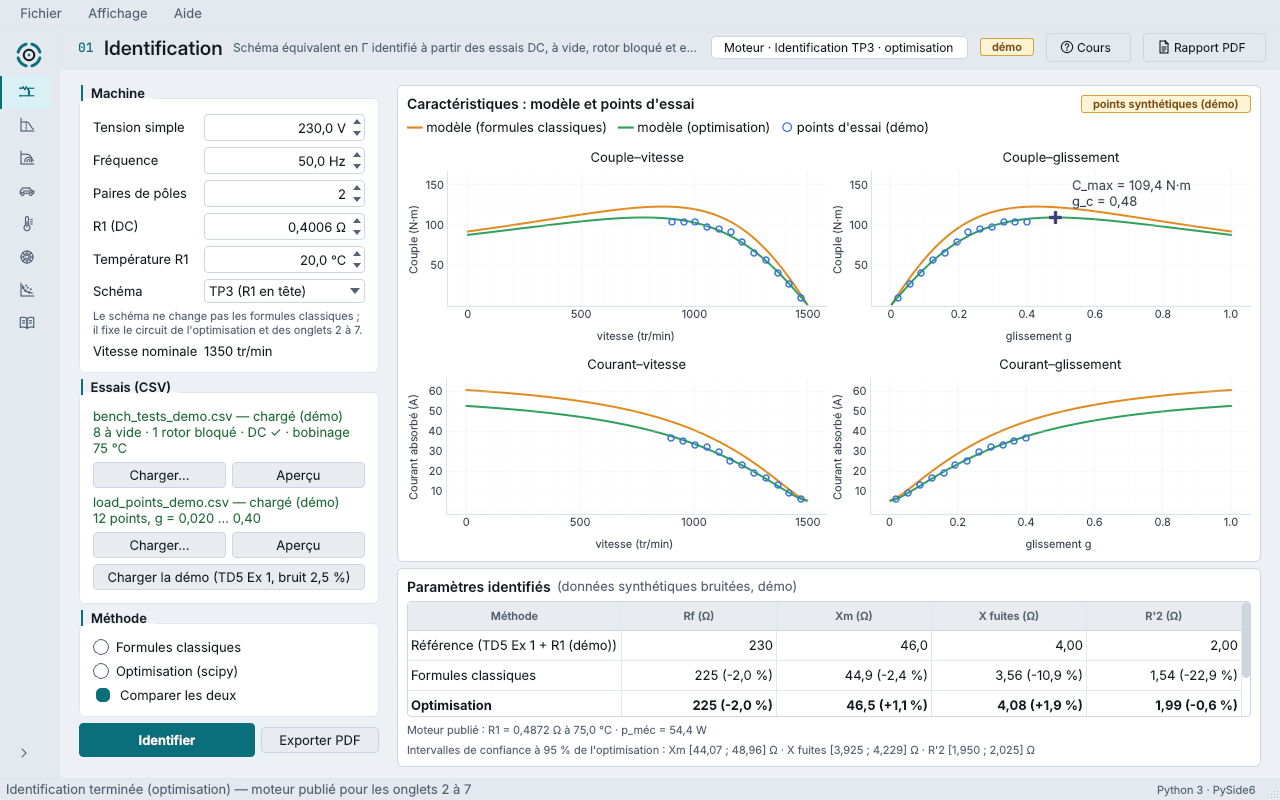 Fichier Affichage Aide
01 Identification Schéma équivalent en Γ identifié à partir des essais DC, à vide, rotor bloqué et e... Moteur · Identification TP3 · optimisation démo Cours Rapport PDF
Machine
Tension simple 230,0 V
Fréquence 50,0 Hz
Paires de pôles 2
R1 (DC) 0,4006 Ω
Température R1 20,0 °C
Schéma TP3 (R1 en tête)
Le schéma ne change pas les formules classiques ;
il fixe le circuit de l'optimisation et des onglets 2 à 7.
Vitesse nominale 1350 tr/min
Essais (CSV)
bench_tests_demo.csv — chargé (démo)
8 à vide · 1 rotor bloqué · DC ✓ · bobinage
75 °C
Charger... Aperçu
load_points_demo.csv — chargé (démo)
12 points, g = 0,020 … 0,40
Charger... Aperçu
Charger la démo (TD5 Ex 1, bruit 2,5 %)
Méthode
Formules classiques
Optimisation (scipy)
Comparer les deux
Identifier Exporter PDF
Caractéristiques : modèle et points d'essai points synthétiques (démo)
modèle (formules classiques) modèle (optimisation) points d'essai (démo)
Couple–vitesse
Couple (N·m)
150
100
50
0 500 1000 1500
vitesse (tr/min)
Couple–glissement
C_max = 109,4 N·m
g_c = 0,48
Couple (N·m)
150
100
50
0 0.2 0.4 0.6 0.8 1.0
glissement g
Courant–vitesse
Courant absorbé (A)
60
50
40
30
20
10
0 500 1000 1500
vitesse (tr/min)
Courant–glissement
Courant absorbé (A)
60
50
40
30
20
10
0 0.2 0.4 0.6 0.8 1.0
glissement g
Paramètres identifiés (données synthétiques bruitées, démo)
Méthode Rf (Ω) Xm (Ω) X fuites (Ω) R'2 (Ω)
Référence (TD5 Ex 1 + R1 (démo)) 230 46,0 4,00 2,00
Formules classiques 225 (-2,0 %) 44,9 (-2,4 %) 3,56 (-10,9 %) 1,54 (-22,9 %)
Optimisation 225 (-2,0 %) 46,5 (+1,1 %) 4,08 (+1,9 %) 1,99 (-0,6 %)
Moteur publié : R1 = 0,4872 Ω à 75,0 °C · p_méc = 54,4 W
Intervalles de confiance à 95 % de l'optimisation : Xm [44,07 ; 48,96] Ω · X fuites [3,925 ; 4,229] Ω · R'2 [1,950 ; 2,025] Ω
Identification terminée (optimisation) — moteur publié pour les onglets 2 à 7 Python 3 · PySide6